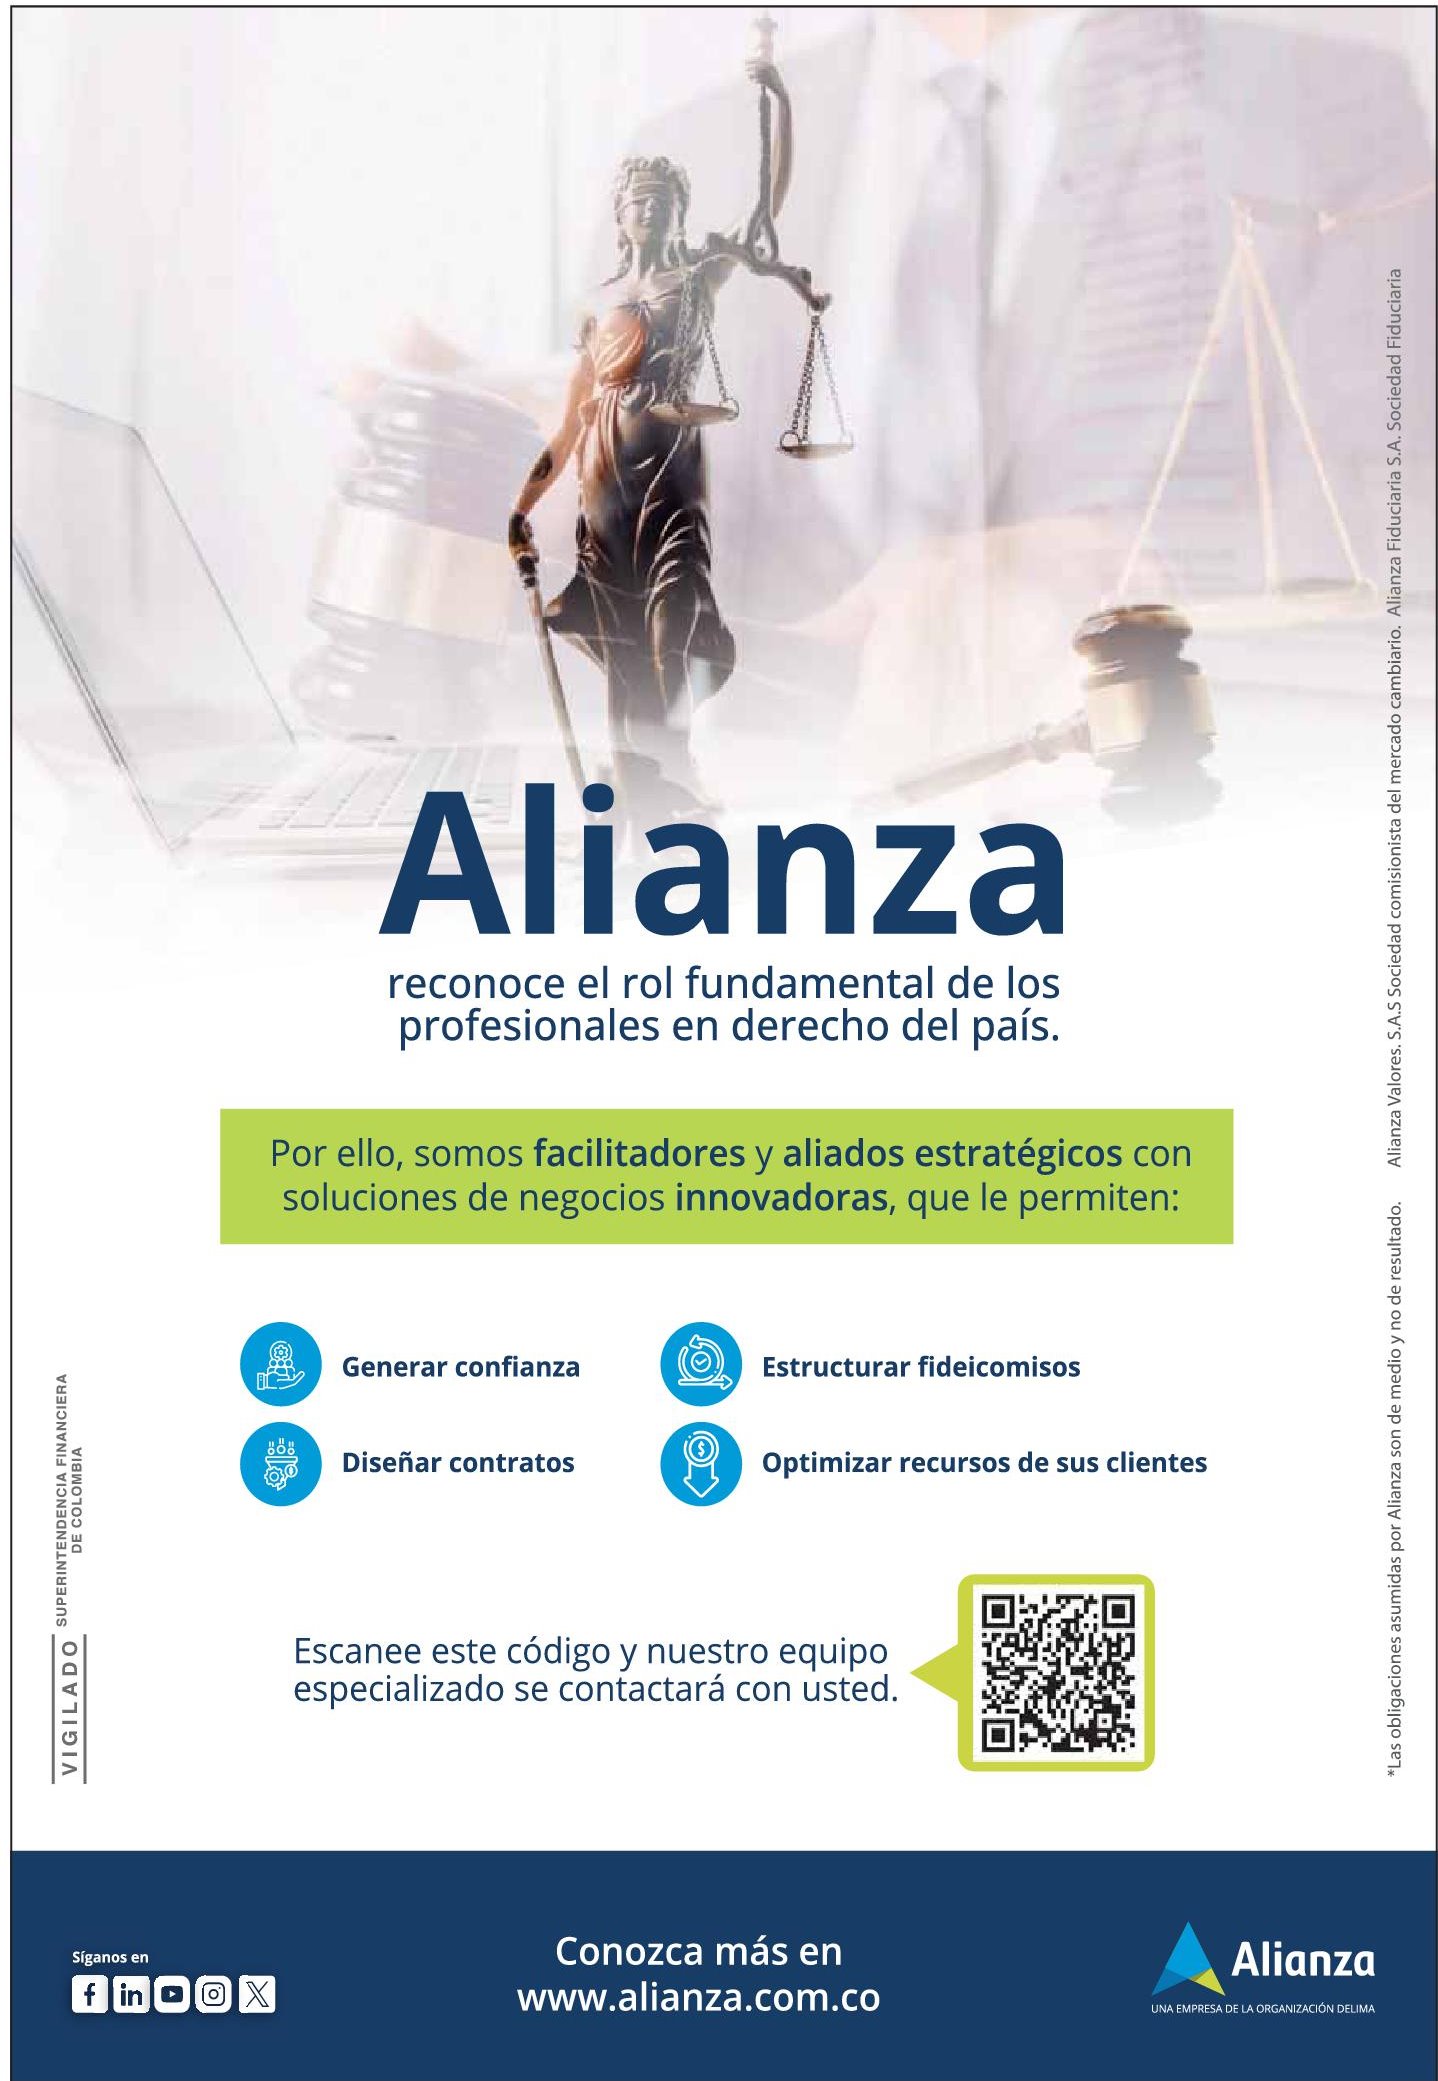 Alianza
reconoce el rol fundamental de los
profesionales en derecho del país.
Por ello, somos facilitadores y aliados estratégicos con
soluciones de negocios innovadoras, que le permiten:
Generar confianza
Estructurar fideicomisos
Diseñar contratos
Optimizar recursos de sus clientes
Escanee este código y nuestro equipo
especializado se contactará con usted.
VIGILADO
SUPERINTENDENCIA FINANCIERA
DE COLOMBIA
*Las obligaciones asumidas por Alianza son de medio y no de resultado. Alianza Valores. S.A.S Sociedad comisionista del mercado cambiario. Alianza Fiduciaria S.A. Sociedad Fiduciaria
Síganos en
Conozca más en
www.alianza.com.co
Alianza
UNA EMPRESA DE LA ORGANIZACIÓN DELIMA